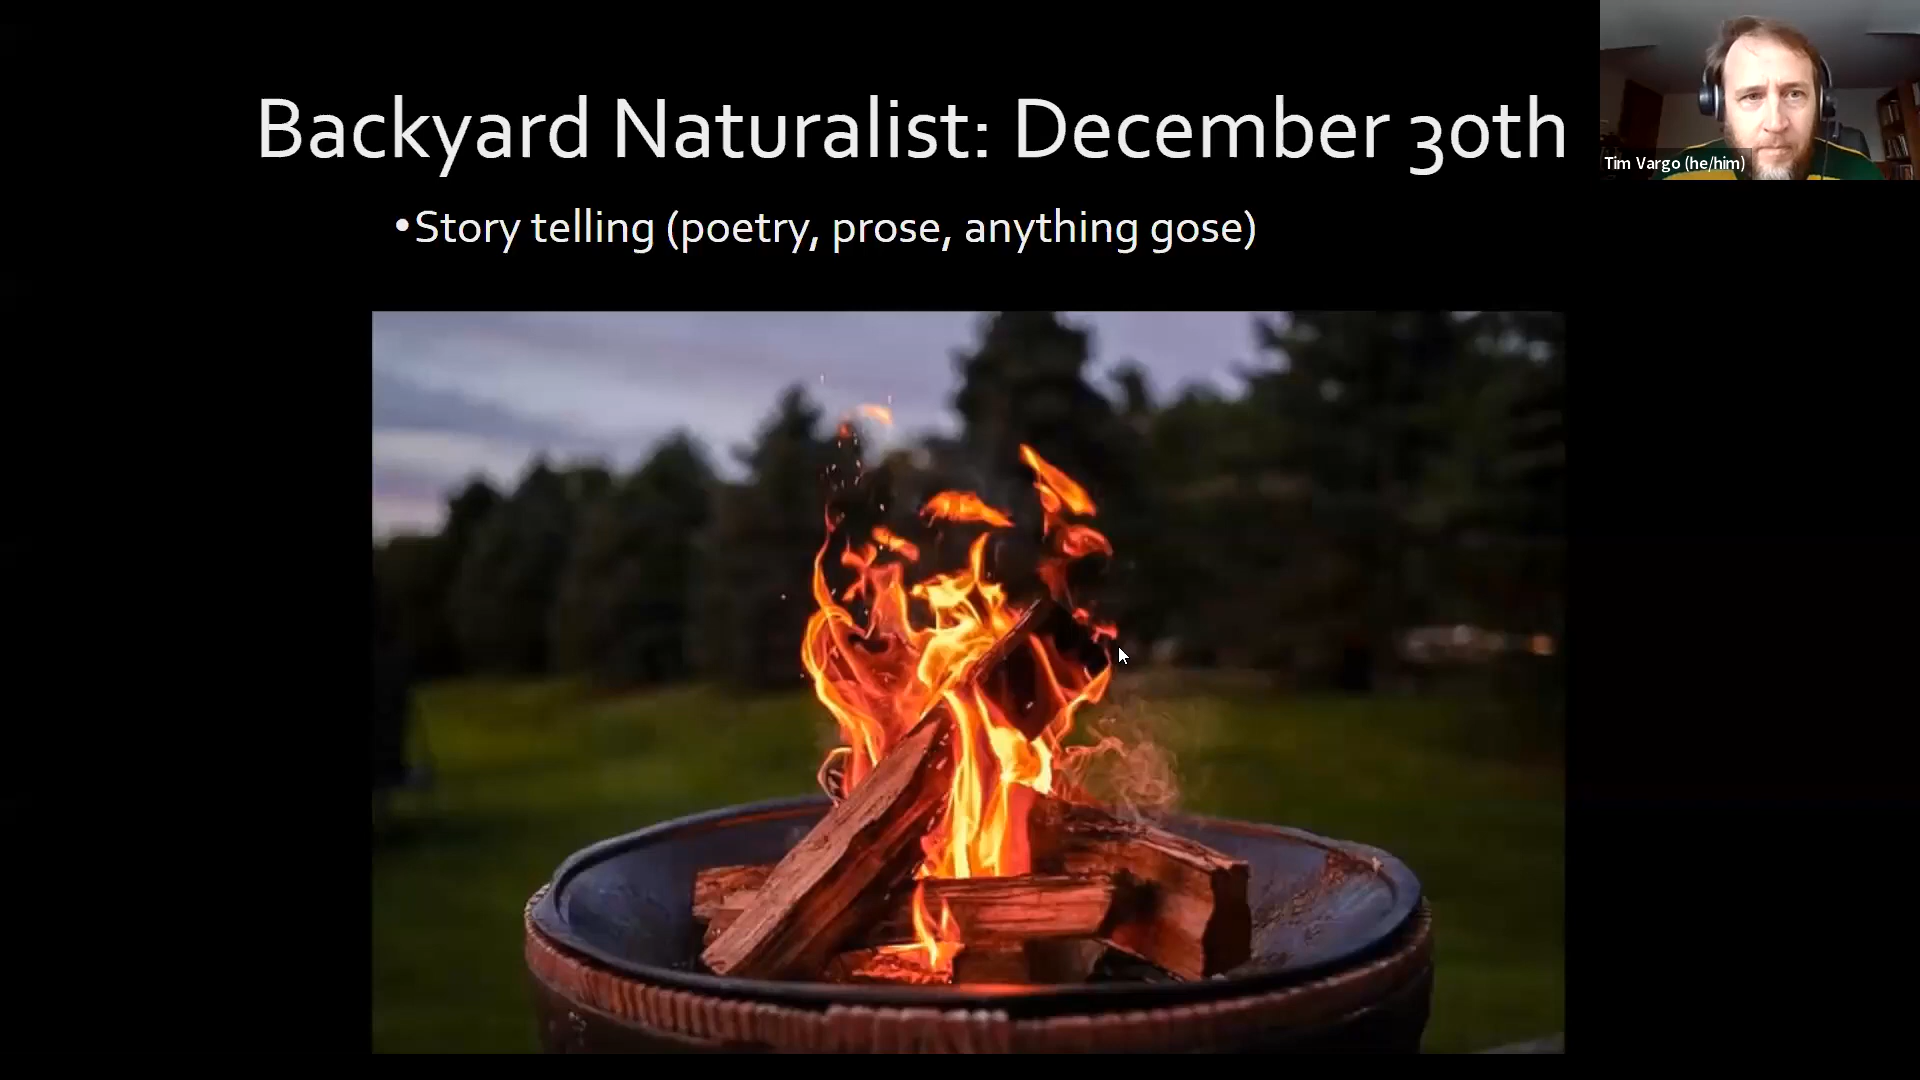 Backyard Naturalist: December 30th
Tim Vargo (he/him)
•Story telling (poetry, prose, anything gose)